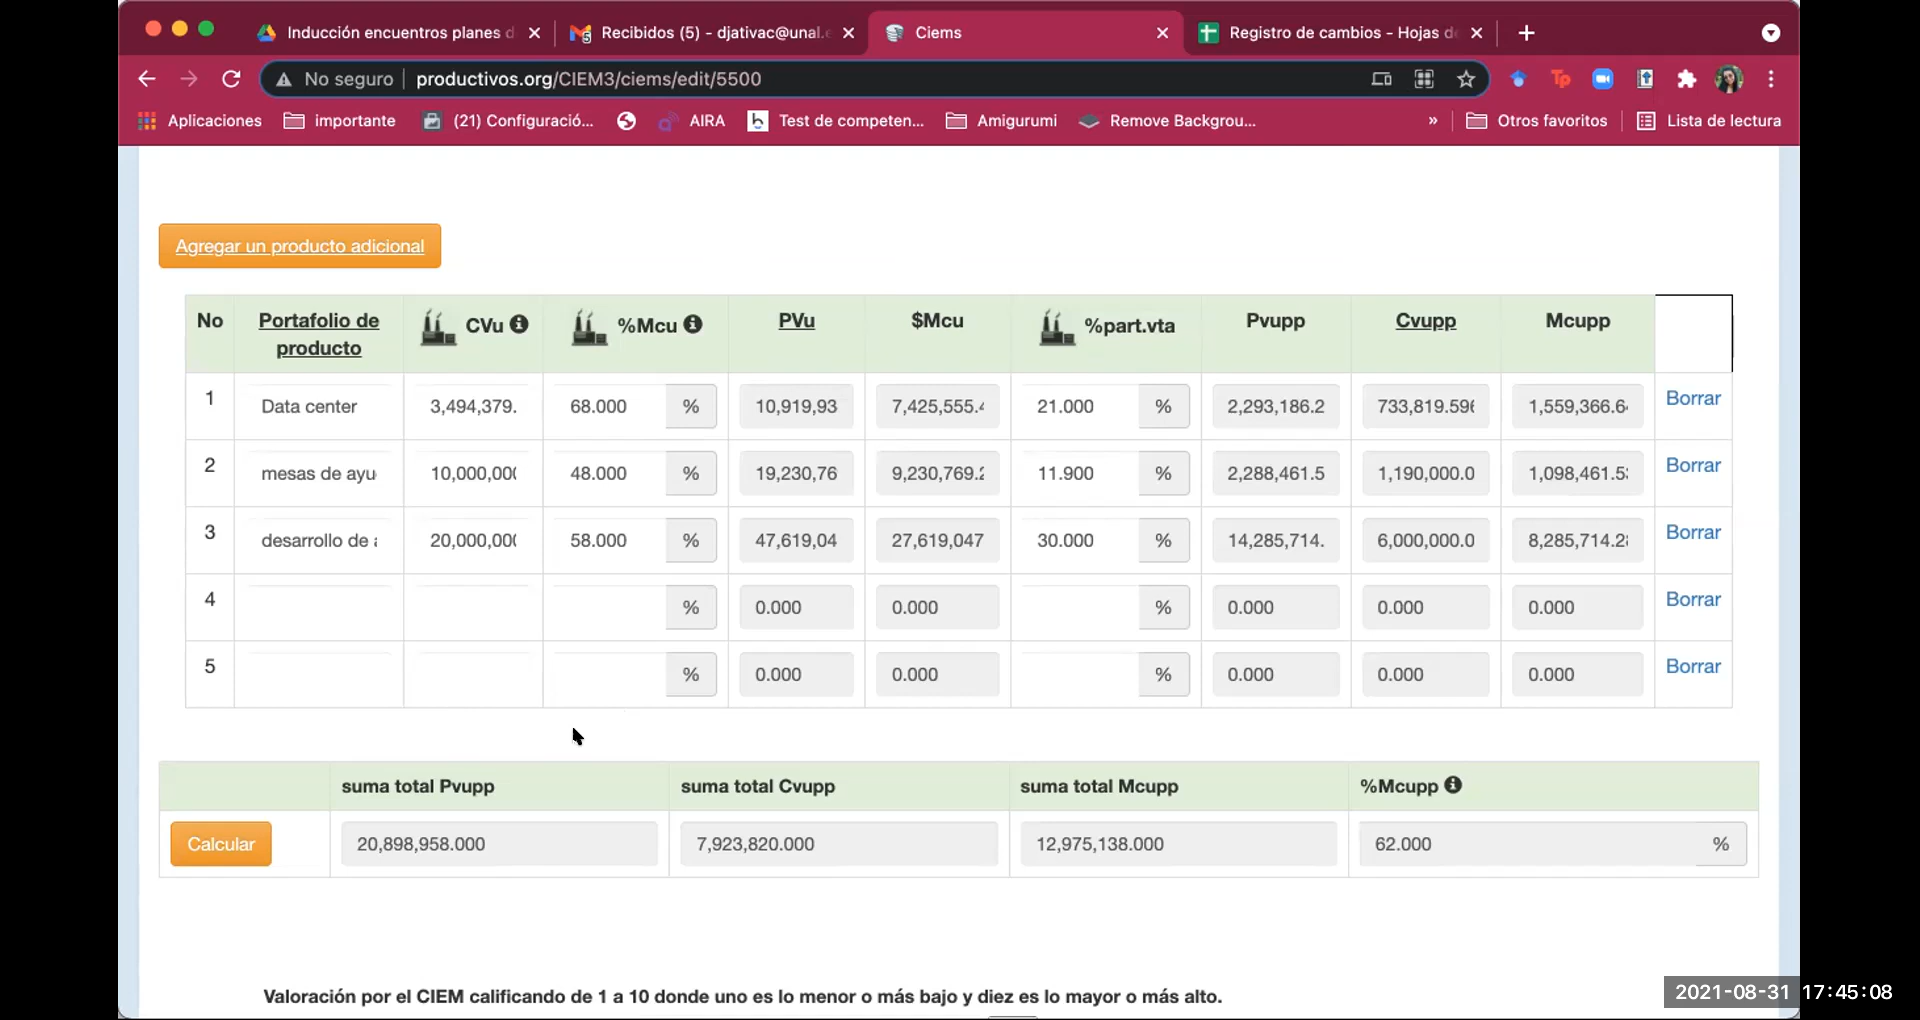 Inducción encuentros planes d
Recibidos (5) - djativac@unal.e
Ciems
Registro de cambios - Hojas de
No seguro
productivos.org/CIEM3/ciems/edit/5500
Aplicaciones
importante
(21) Configuració...
AIRA
Test de competen...
Amigurumi
Remove Backgrou...
»
Otros favoritos
Lista de lectura
Agregar un producto adicional
No
Portafolio de
producto
CVu
%Mcu
PVu
$Mcu
%part.vta
Pvupp
Cvupp
Mcupp
1 Data center 3,494,379. 68.000 % 10,919,93 7,425,555.4 21.000 % 2,293,186.2 733,819.596 1,559,366.6 Borrar
2 mesas de ayu 10,000,000 48.000 % 19,230,76 9,230,769.2 11.900 % 2,288,461.5 1,190,000.0 1,098,461.5 Borrar
3 desarrollo de a 20,000,000 58.000 % 47,619,04 27,619,047 30.000 % 14,285,714. 6,000,000.0 8,285,714.2 Borrar
4 % 0.000 0.000 % 0.000 0.000 0.000 Borrar
5 % 0.000 0.000 % 0.000 0.000 0.000 Borrar
suma total Pvupp
suma total Cvupp
suma total Mcupp
%Mcupp
Calcular 20,898,958.000 7,923,820.000 12,975,138.000 62.000 %
Valoración por el CIEM calificando de 1 a 10 donde uno es lo menor o más bajo y diez es lo mayor o más alto.
2021-08-31 17:45:08